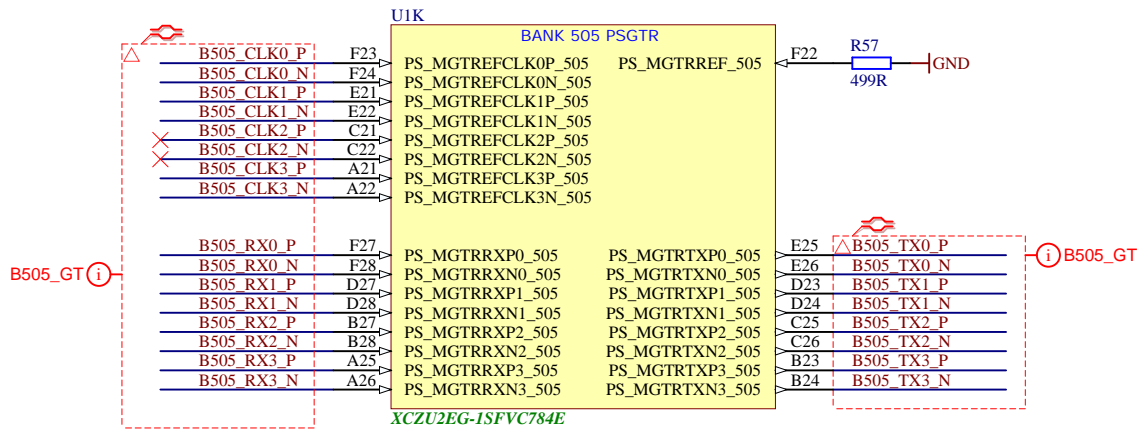 U1K
BANK 505 PSGTR
B505_CLK0_P F23 PS_MGTREFCLK0P_505 PS_MGTRREF_505 F22 R57 GND
499R
B505_CLK0_N F24 PS_MGTREFCLK0N_505
B505_CLK1_P E21 PS_MGTREFCLK1P_505
B505_CLK1_N E22 PS_MGTREFCLK1N_505
B505_CLK2_P C21 PS_MGTREFCLK2P_505
B505_CLK2_N C22 PS_MGTREFCLK2N_505
B505_CLK3_P A21 PS_MGTREFCLK3P_505
B505_CLK3_N A22 PS_MGTREFCLK3N_505
B505_RX0_P F27 PS_MGTRRXP0_505 PS_MGTRTXP0_505 E25 B505_TX0_P
B505_GT i B505_RX0_N F28 PS_MGTRRXN0_505 PS_MGTRTXN0_505 E26 B505_TX0_N i B505_GT
B505_RX1_P D27 PS_MGTRRXP1_505 PS_MGTRTXP1_505 D23 B505_TX1_P
B505_RX1_N D28 PS_MGTRRXN1_505 PS_MGTRTXN1_505 D24 B505_TX1_N
B505_RX2_P B27 PS_MGTRRXP2_505 PS_MGTRTXP2_505 C25 B505_TX2_P
B505_RX2_N B28 PS_MGTRRXN2_505 PS_MGTRTXN2_505 C26 B505_TX2_N
B505_RX3_P A25 PS_MGTRRXP3_505 PS_MGTRTXP3_505 B23 B505_TX3_P
B505_RX3_N A26 PS_MGTRRXN3_505 PS_MGTRTXN3_505 B24 B505_TX3_N
XCZU2EG-1SFVC784E